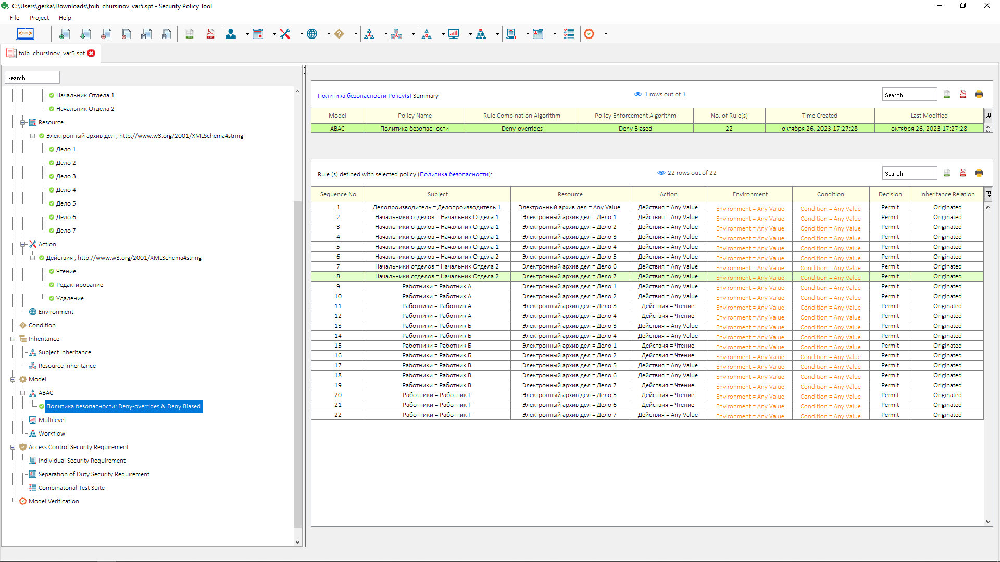 C:\Users\gerka\Downloads\toib_chursinov_var5.spt - Security Policy Tool
File Project Help
toib_chursinov_var5.spt
Search
Начальник Отдела 1
Начальник Отдела 2
Resource
Электронный архив дел ; http://www.w3.org/2001/XMLSchema#string
Дело 1
Дело 2
Дело 3
Дело 4
Дело 5
Дело 6
Дело 7
Action
Действия ; http://www.w3.org/2001/XMLSchema#string
Чтение
Редактирование
Удаление
Environment
Condition
Inheritance
Subject Inheritance
Resource Inheritance
Model
ABAC
Политика безопасности: Deny-overrides & Deny Biased
Multilevel
Workflow
Access Control Security Requirement
Individual Security Requirement
Separation of Duty Security Requirement
Combinatorial Test Suite
Model Verification
Политика безопасности Policy(s) Summary 1 rows out of 1 Search
Model Policy Name Rule Combination Algorithm Policy Enforcement Algorithm No. of Rule(s) Time Created Last Modified
ABAC Политика безопасности Deny-overrides Deny Biased 22 октября 26, 2023 17:27:28 октября 26, 2023 17:27:28
Rule (s) defined with selected policy (Политика безопасности): 22 rows out of 22 Search
Sequence No Subject Resource Action Environment Condition Decision Inheritance Relation
1 Делопроизводитель = Делопроизводитель 1 Электронный архив дел = Any Value Действия = Any Value Environment = Any Value Condition = Any Value Permit Originated
2 Начальники отделов = Начальник Отдела 1 Электронный архив дел = Дело 1 Действия = Any Value Environment = Any Value Condition = Any Value Permit Originated
3 Начальники отделов = Начальник Отдела 1 Электронный архив дел = Дело 2 Действия = Any Value Environment = Any Value Condition = Any Value Permit Originated
4 Начальники отделов = Начальник Отдела 1 Электронный архив дел = Дело 3 Действия = Any Value Environment = Any Value Condition = Any Value Permit Originated
5 Начальники отделов = Начальник Отдела 1 Электронный архив дел = Дело 4 Действия = Any Value Environment = Any Value Condition = Any Value Permit Originated
6 Начальники отделов = Начальник Отдела 2 Электронный архив дел = Дело 5 Действия = Any Value Environment = Any Value Condition = Any Value Permit Originated
7 Начальники отделов = Начальник Отдела 2 Электронный архив дел = Дело 6 Действия = Any Value Environment = Any Value Condition = Any Value Permit Originated
8 Начальники отделов = Начальник Отдела 2 Электронный архив дел = Дело 7 Действия = Any Value Environment = Any Value Condition = Any Value Permit Originated
9 Работники = Работник А Электронный архив дел = Дело 1 Действия = Any Value Environment = Any Value Condition = Any Value Permit Originated
10 Работники = Работник А Электронный архив дел = Дело 2 Действия = Any Value Environment = Any Value Condition = Any Value Permit Originated
11 Работники = Работник А Электронный архив дел = Дело 3 Действия = Чтение Environment = Any Value Condition = Any Value Permit Originated
12 Работники = Работник А Электронный архив дел = Дело 4 Действия = Чтение Environment = Any Value Condition = Any Value Permit Originated
13 Работники = Работник Б Электронный архив дел = Дело 3 Действия = Any Value Environment = Any Value Condition = Any Value Permit Originated
14 Работники = Работник Б Электронный архив дел = Дело 4 Действия = Any Value Environment = Any Value Condition = Any Value Permit Originated
15 Работники = Работник Б Электронный архив дел = Дело 1 Действия = Чтение Environment = Any Value Condition = Any Value Permit Originated
16 Работники = Работник Б Электронный архив дел = Дело 2 Действия = Чтение Environment = Any Value Condition = Any Value Permit Originated
17 Работники = Работник В Электронный архив дел = Дело 5 Действия = Any Value Environment = Any Value Condition = Any Value Permit Originated
18 Работники = Работник В Электронный архив дел = Дело 6 Действия = Any Value Environment = Any Value Condition = Any Value Permit Originated
19 Работники = Работник В Электронный архив дел = Дело 7 Действия = Чтение Environment = Any Value Condition = Any Value Permit Originated
20 Работники = Работник Г Электронный архив дел = Дело 5 Действия = Чтение Environment = Any Value Condition = Any Value Permit Originated
21 Работники = Работник Г Электронный архив дел = Дело 6 Действия = Чтение Environment = Any Value Condition = Any Value Permit Originated
22 Работники = Работник Г Электронный архив дел = Дело 7 Действия = Any Value Environment = Any Value Condition = Any Value Permit Originated